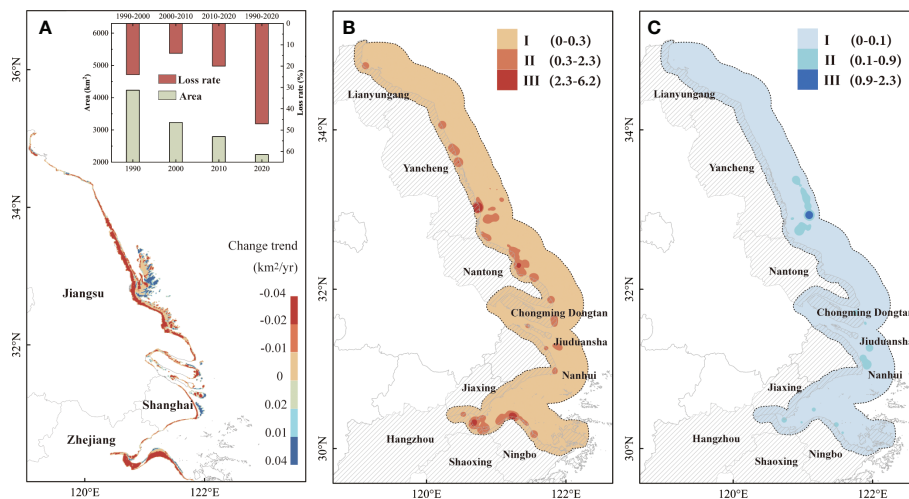 A
1990-2000 2000-2010 2010-2020 1990-2020
6000
5000
4000
3000
2000
Area (km²)
0
10
20
30
40
50
60
Loss rate (%)
Loss rate
Area
1990 2000 2010 2020
36°N
34°N
32°N
30°N
Jiangsu
Shanghai
Zhejiang
Change trend
(km²/yr)
-0.04
-0.02
-0.01
0
0.02
0.01
0.04
120°E 122°E
B
I (0-0.3)
II (0.3-2.3)
III (2.3-6.2)
34°N
32°N
30°N
Lianyungang
Yancheng
Nantong
Chongming Dongtan
Jiuduansha
Nanhui
Jiaxing
Hangzhou
Ningbo
Shaoxing
120°E 122°E
C
I (0-0.1)
II (0.1-0.9)
III (0.9-2.3)
34°N
32°N
30°N
Lianyungang
Yancheng
Nantong
Chongming Dongtan
Jiuduansha
Nanhui
Jiaxing
Hangzhou
Ningbo
Shaoxing
120°E 122°E